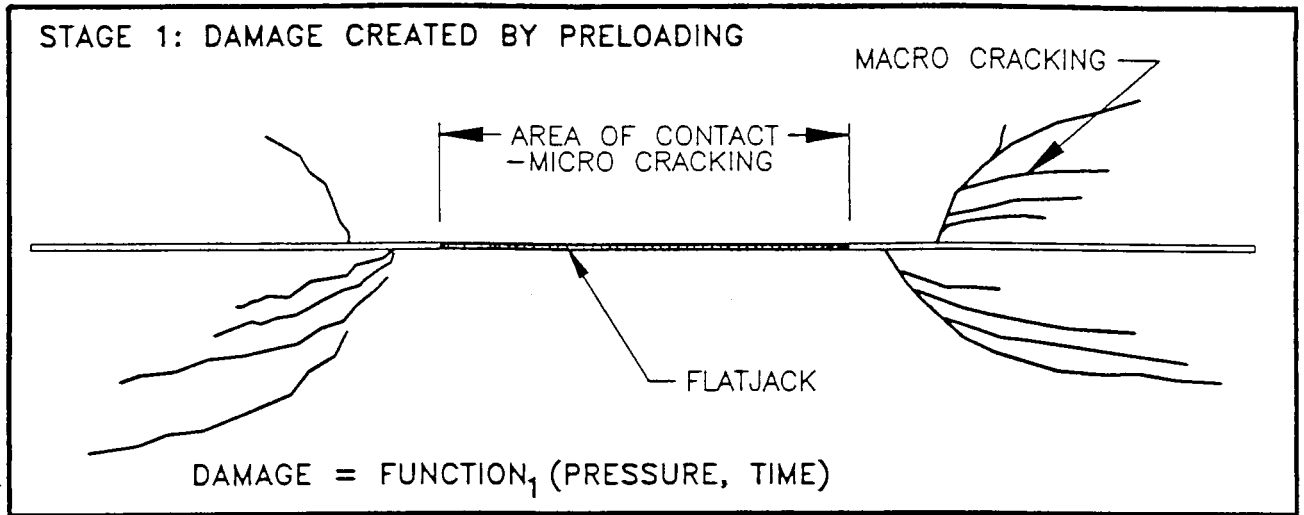 STAGE 1: DAMAGE CREATED BY PRELOADING
MACRO CRACKING
AREA OF CONTACT
-MICRO CRACKING
FLATJACK
DAMAGE = FUNCTION₁ (PRESSURE, TIME)